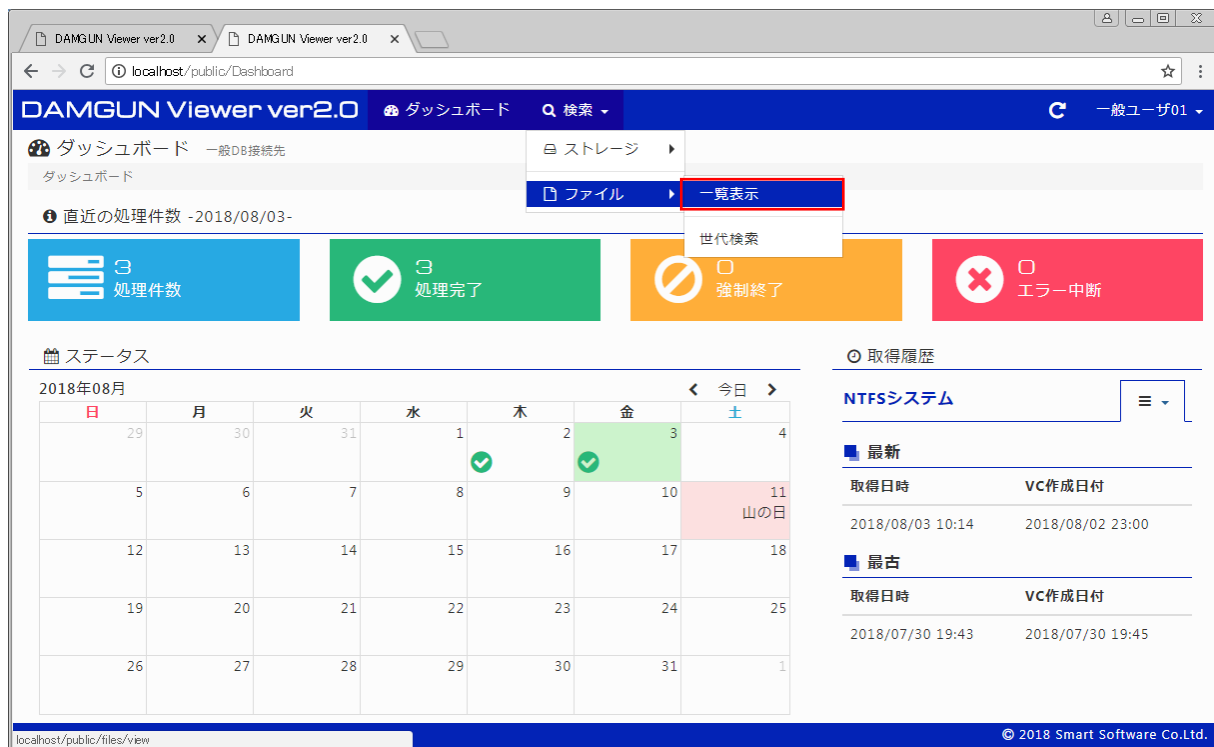 DAMGUN Viewer ver2.0
DAMGUN Viewer ver2.0
localhost/public/Dashboard
DAMGUN Viewer ver2.0 ダッシュボード 検索 一般ユーザ01
ダッシュボード 一般DB接続先
ストレージ
ダッシュボード
ファイル 一覧表示
世代検索
直近の処理件数 -2018/08/03-
3 処理件数
3 処理完了
0 強制終了
0 エラー中断
ステータス
2018年08月 今日
日 月 火 水 木 金 土
29 30 31 1 2 3 4
5 6 7 8 9 10 11
山の日
12 13 14 15 16 17 18
19 20 21 22 23 24 25
26 27 28 29 30 31 1
取得履歴
NTFSシステム
最新
取得日時 VC作成日付
2018/08/03 10:14 2018/08/02 23:00
最古
取得日時 VC作成日付
2018/07/30 19:43 2018/07/30 19:45
localhost/public/files/view
© 2018 Smart Software Co.Ltd.